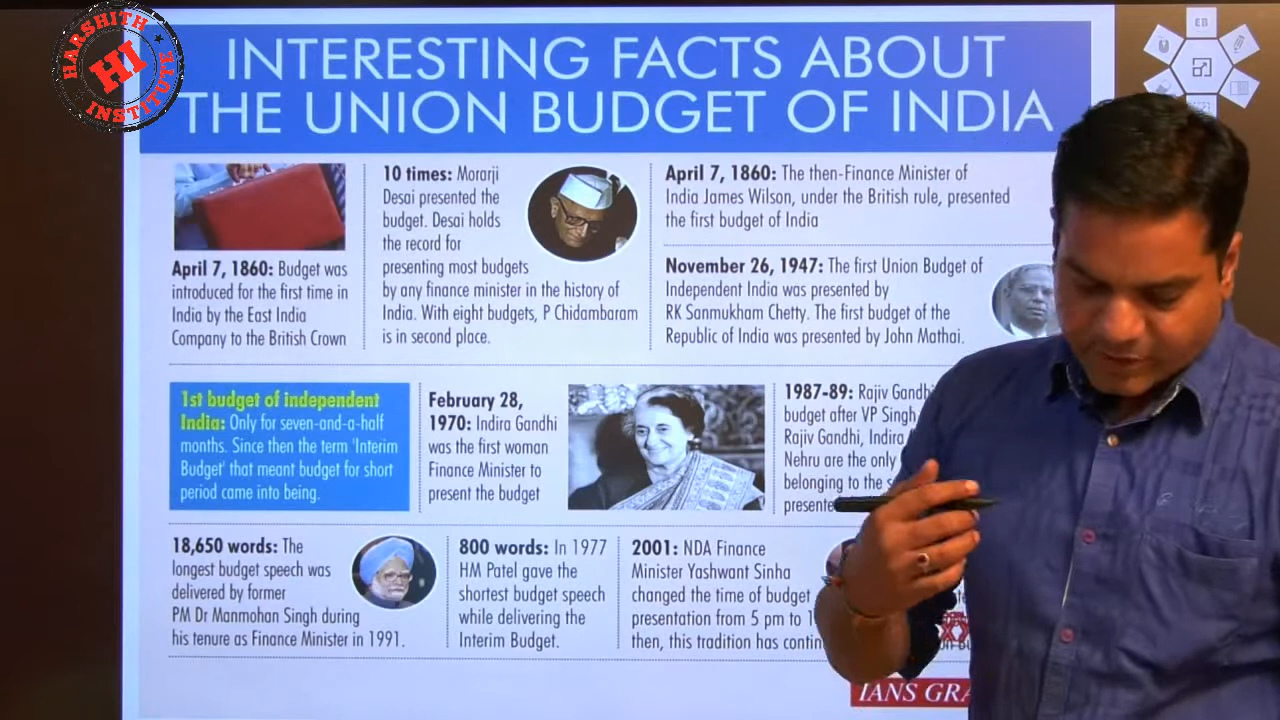 HARSHITH
HI
INSTITUTE
EB
INTERESTING FACTS ABOUT
THE UNION BUDGET OF INDIA
April 7, 1860: Budget was
introduced for the first time in
India by the East India
Company to the British Crown
10 times: Morarji
Desai presented the
budget. Desai holds
the record for
presenting most budgets
by any finance minister in the history of
India. With eight budgets, P Chidambaram
is in second place.
April 7, 1860: The then-Finance Minister of
India James Wilson, under the British rule, presented
the first budget of India
November 26, 1947: The first Union Budget of
Independent India was presented by
RK Sanmukham Chetty. The first budget of the
Republic of India was presented by John Mathai.
1st budget of independent
India: Only for seven-and-a-half
months. Since then the term 'Interim
Budget' that meant budget for short
period came into being.
February 28,
1970: Indira Gandhi
was the first woman
Finance Minister to
present the budget
1987-89: Rajiv Gandhi
budget after VP Singh
Rajiv Gandhi, Indira
Nehru are the only
belonging to the
18,650 words: The
longest budget speech was
delivered by former
PM Dr Manmohan Singh during
his tenure as Finance Minister in 1991.
800 words: In 1977
HM Patel gave the
shortest budget speech
while delivering the
Interim Budget.
2001: NDA Finance
Minister Yashwant Sinha
changed the time of budget
presentation from 5 pm to
then, this tradition has
IANS